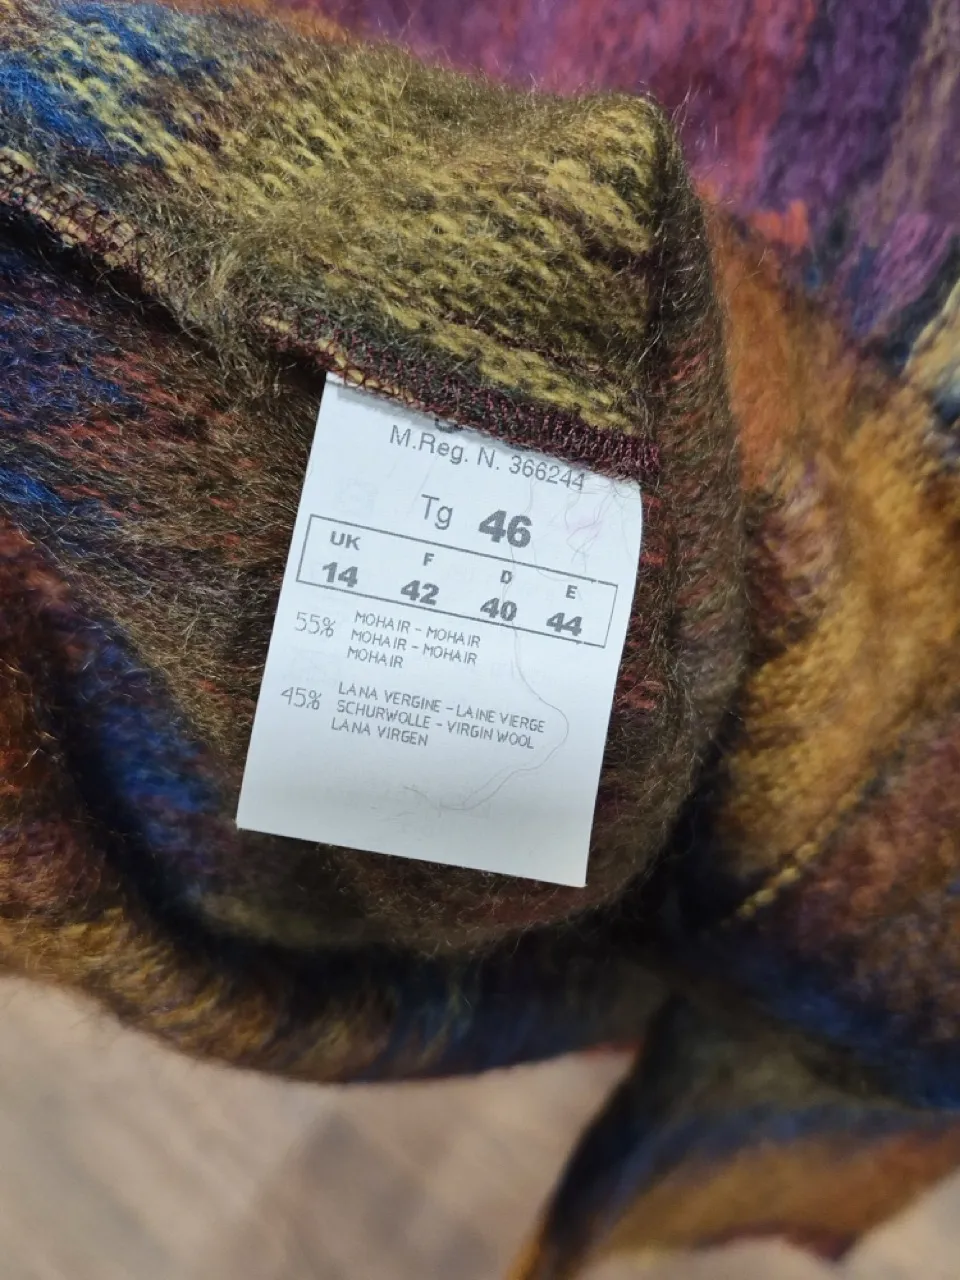 M.Reg. N. 366244
Tg 46
UK F D E
14 42 40 44
55% MOHAIR - MOHAIR
MOHAIR - MOHAIR
MOHAIR
45% LANA VERGINE - LAINE VIERGE
SCHURWOLLE - VIRGIN WOOL
LANA VIRGEN